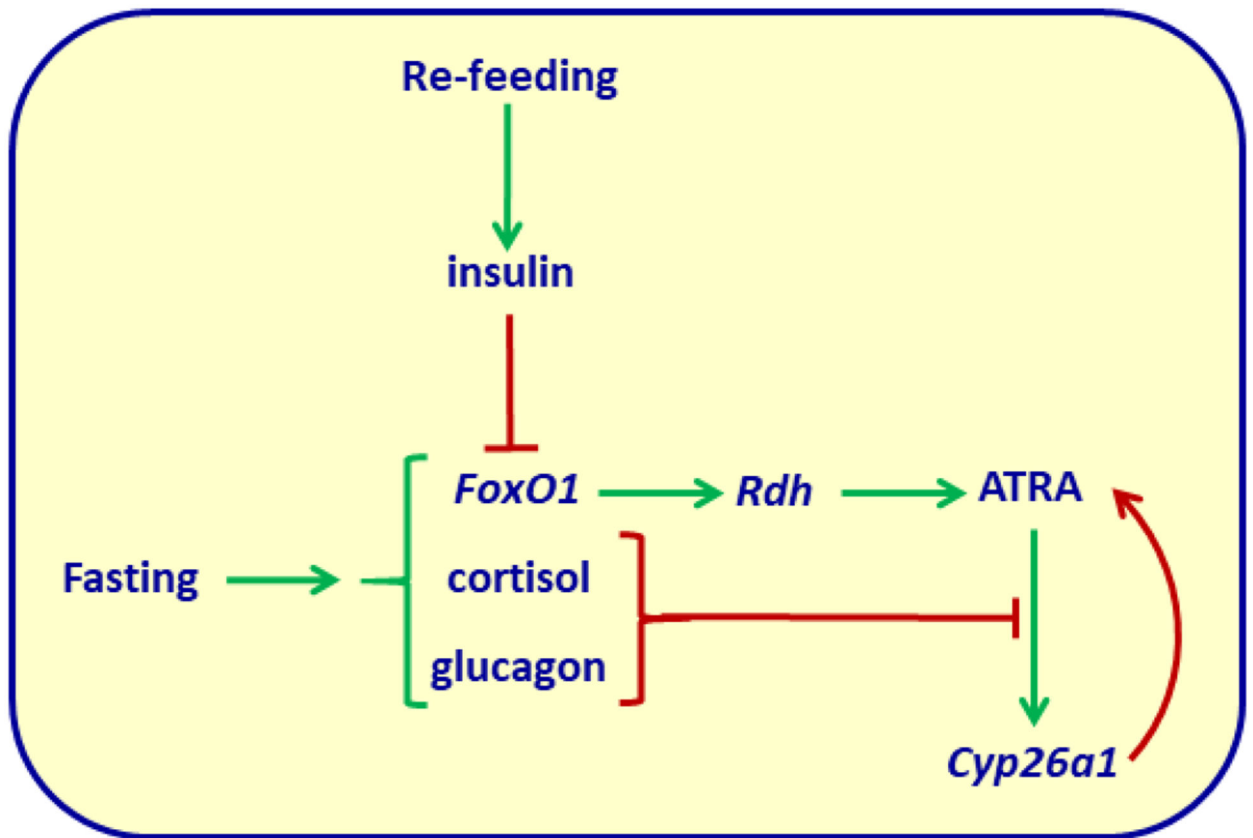 Re-feeding
insulin
FoxO1 Rdh ATRA
Fasting cortisol
glucagon
Cyp26a1